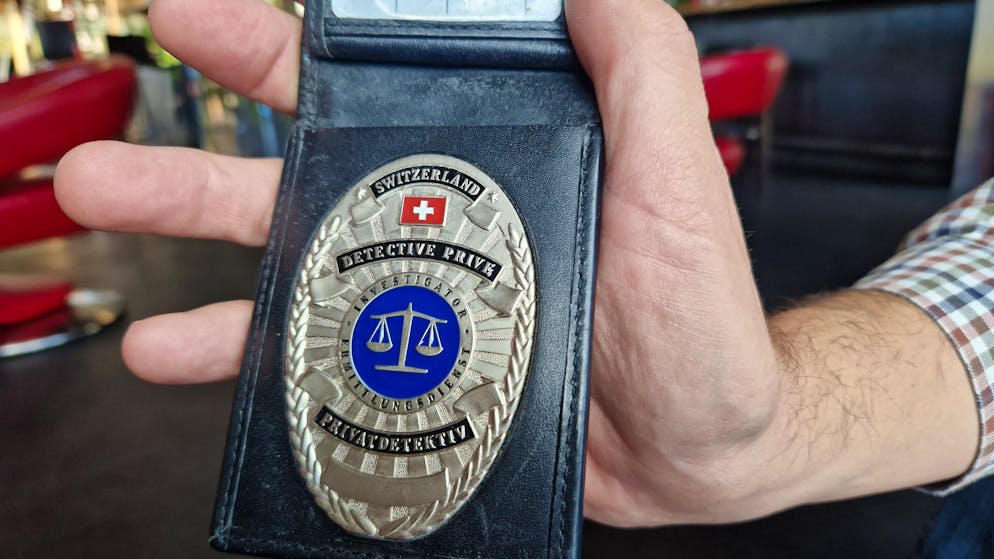 SWITZERLAND
DETECTIVE PRIVE
INVESTIGATOR
ERMITTLUNGSDIENST
PRIVATDETEKTIV